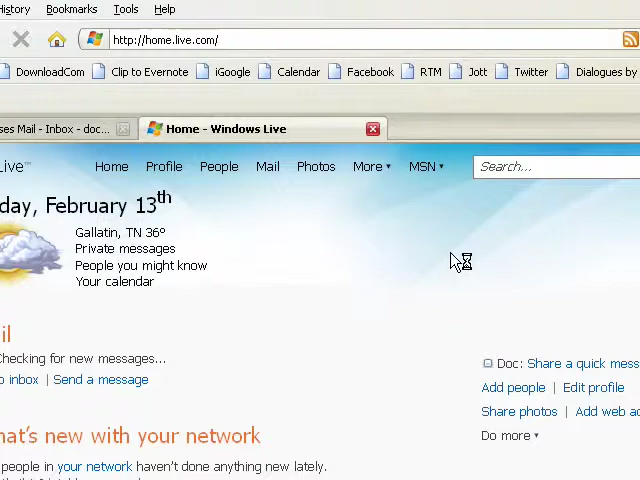 History Bookmarks Tools Help
http://home.live.com/
DownloadCom Clip to Evernote iGoogle Calendar Facebook RTM Jott Twitter Dialogues by
ses Mail - Inbox - doc... Home - Windows Live
Live™ Home Profile People Mail Photos More MSN Search...
day, February 13th
Gallatin, TN 36°
Private messages
People you might know
Your calendar
il
Checking for new messages...
o inbox | Send a message
Doc: Share a quick mess
Add people | Edit profile
Share photos | Add web ac
Do more
hat's new with your network
people in your network haven't done anything new lately.